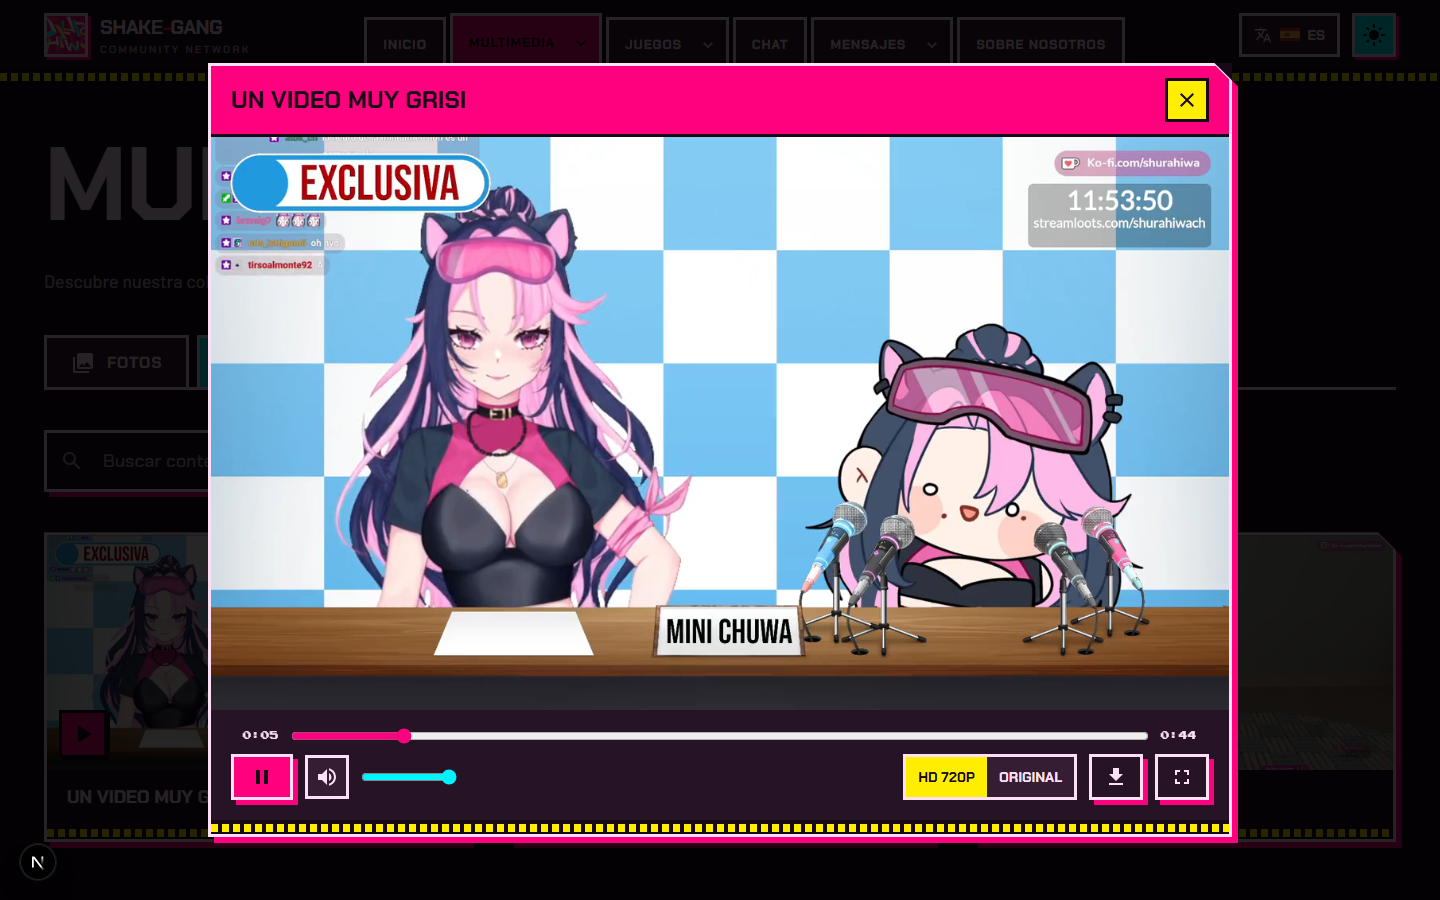 SHAKE-GANG
COMMUNITY NETWORK
INICIO
MULTIMEDIA
JUEGOS
CHAT
MENSAJES
SOBRE NOSOTROS
ES
UN VIDEO MUY GRISI
MU
Descubre nuestra co
FOTOS
Buscar conte
EXCLUSIVA
oh
tirsoalmonte92
Ko-fi.com/shurahiwa
11:53:50
streamloots.com/shurahiwach
MINI CHUWA
EXCLUSIVA
UN VIDEO MUY G
0:05
0:44
HD 720P
ORIGINAL
N